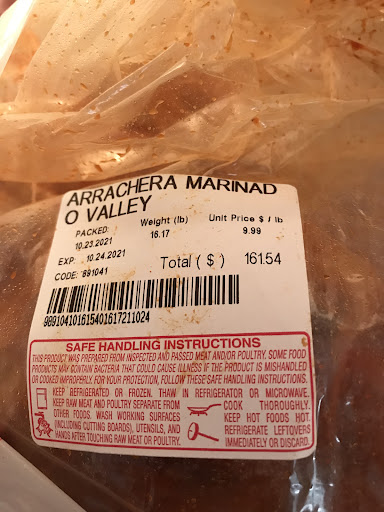 ARRACHERA MARINAD
O VALLEY
PACKED: Weight (lb) Unit Price $ / lb
10.23.2021 16.17 9.99
EXP: 10.24.2021
CODE: 891041 Total ( $ ) 161.54
989104101615401617211024
SAFE HANDLING INSTRUCTIONS
THIS PRODUCT WAS PREPARED FROM INSPECTED AND PASSED MEAT AND/OR POULTRY. SOME FOOD
PRODUCTS MAY CONTAIN BACTERIA THAT COULD CAUSE ILLNESS IF THE PRODUCT IS MISHANDLED
OR COOKED IMPROPERLY. FOR YOUR PROTECTION, FOLLOW THESE SAFE HANDLING INSTRUCTIONS.
KEEP REFRIGERATED OR FROZEN. THAW IN REFRIGERATOR OR MICROWAVE.
KEEP RAW MEAT AND POULTRY SEPARATE FROM
OTHER FOODS. WASH WORKING SURFACES
(INCLUDING CUTTING BOARDS), UTENSILS, AND
HANDS AFTER TOUCHING RAW MEAT OR POULTRY.
COOK THOROUGHLY.
KEEP HOT FOODS HOT.
REFRIGERATE LEFTOVERS
IMMEDIATELY OR DISCARD.